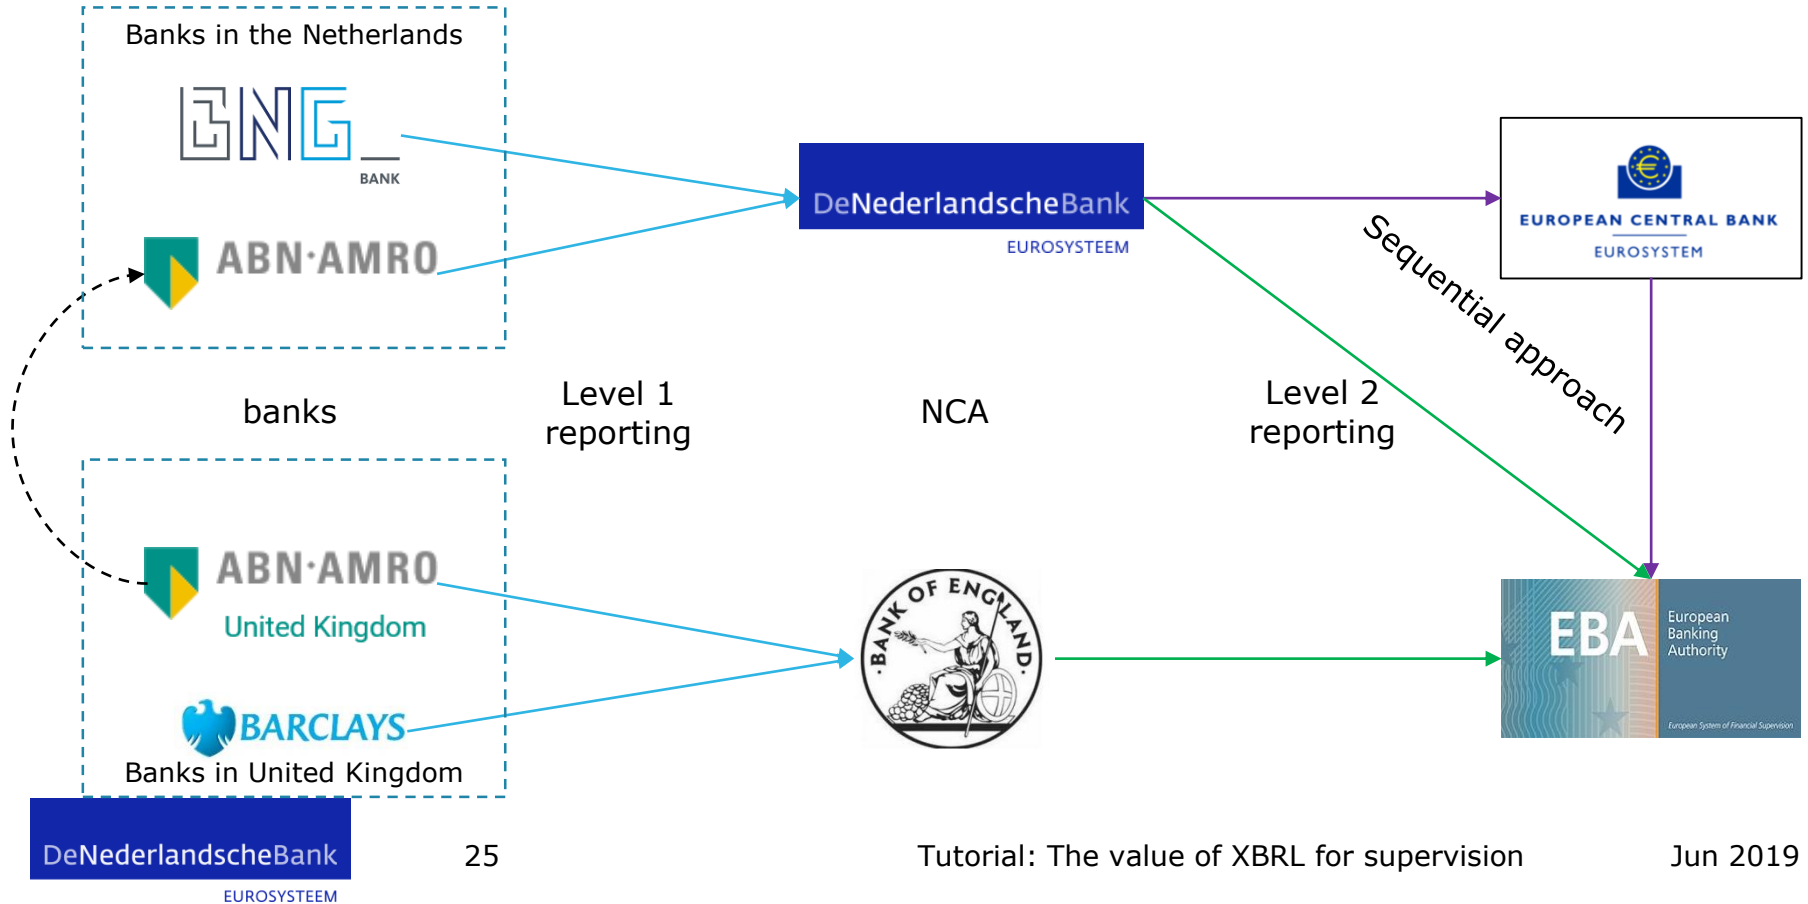 Banks in the Netherlands
BNG
BANK
ABN·AMRO
DeNederlandscheBank
EUROSYSTEEM
EUROPEAN CENTRAL BANK
EUROSYSTEM
Sequential approach
banks
Level 1
reporting
NCA
Level 2
reporting
ABN·AMRO
United Kingdom
BARCLAYS
Banks in United Kingdom
·BANK OF ENGLAND·
EBA
European
Banking
Authority
European System of Financial Supervision
DeNederlandscheBank
EUROSYSTEEM
25
Tutorial: The value of XBRL for supervision
Jun 2019